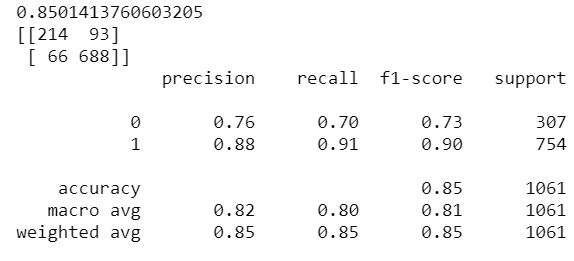 0.8501413760603205
[[214  93]
 [ 66 688]]
              precision    recall  f1-score   support

           0       0.76      0.70      0.73       307
           1       0.88      0.91      0.90       754

    accuracy                           0.85      1061
   macro avg       0.82      0.80      0.81      1061
weighted avg       0.85      0.85      0.85      1061